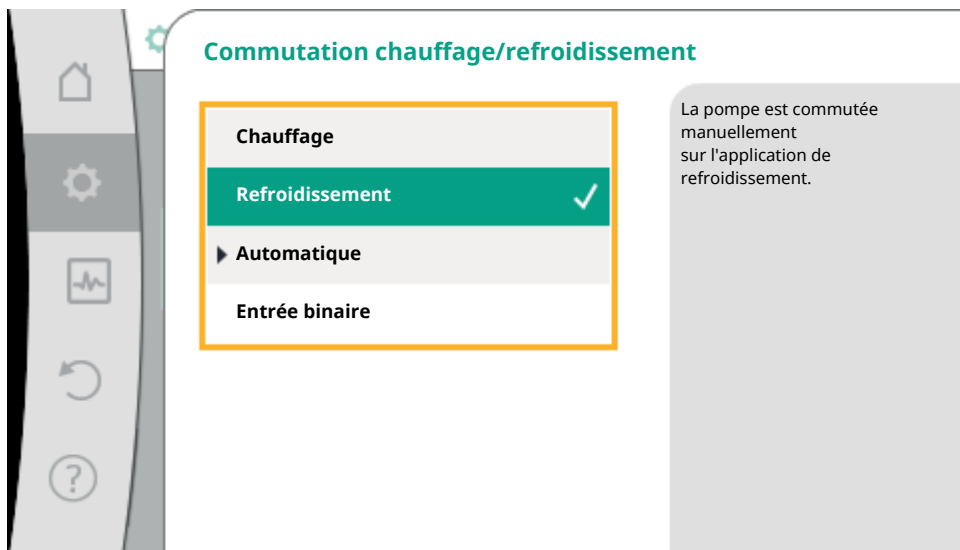 Commutation chauffage/refroidissement
Chauffage
Refroidissement
Automatique
Entrée binaire
La pompe est commutée
manuellement
sur l'application de
refroidissement.
?